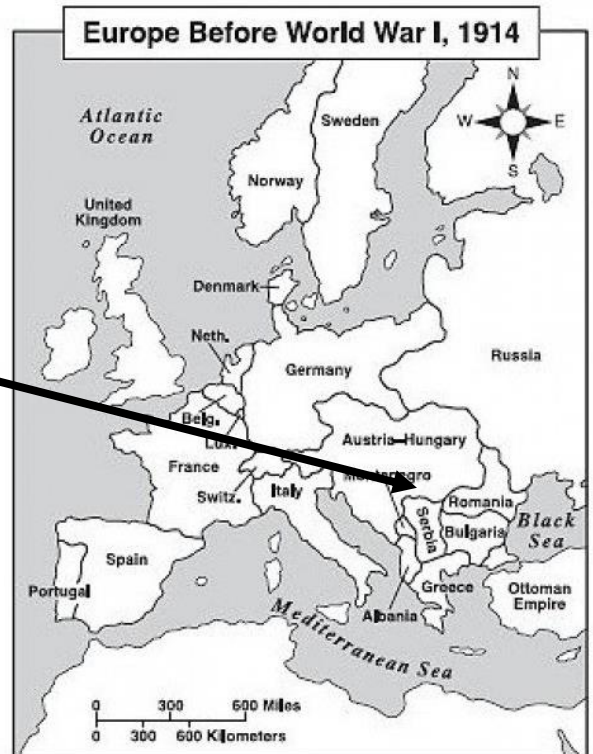 Europe Before World War I, 1914
N
W
E
S
Atlantic
Ocean
Sweden
Norway
United
Kingdom
Denmark
Neth.
Germany
Russia
Belg.
Lux.
Austria-Hungary
France
Montenegro
Switz.
Italy
Romania
Serbia
Bulgaria
Black
Sea
Spain
Portugal
Greece
Ottoman
Empire
Albania
Mediterranean Sea
0 300 600 Miles
0 300 600 Kilometers